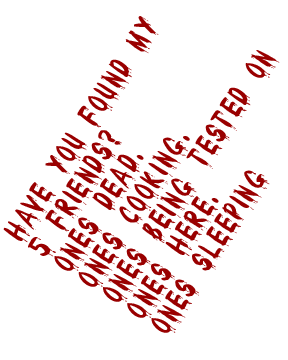 HAVE YOU FOUND MY
5 FRIENDS?
ONES DEAD.
ONES COOKING.
ONES BEING TESTED ON
ONES HERE.
ONES SLEEPING